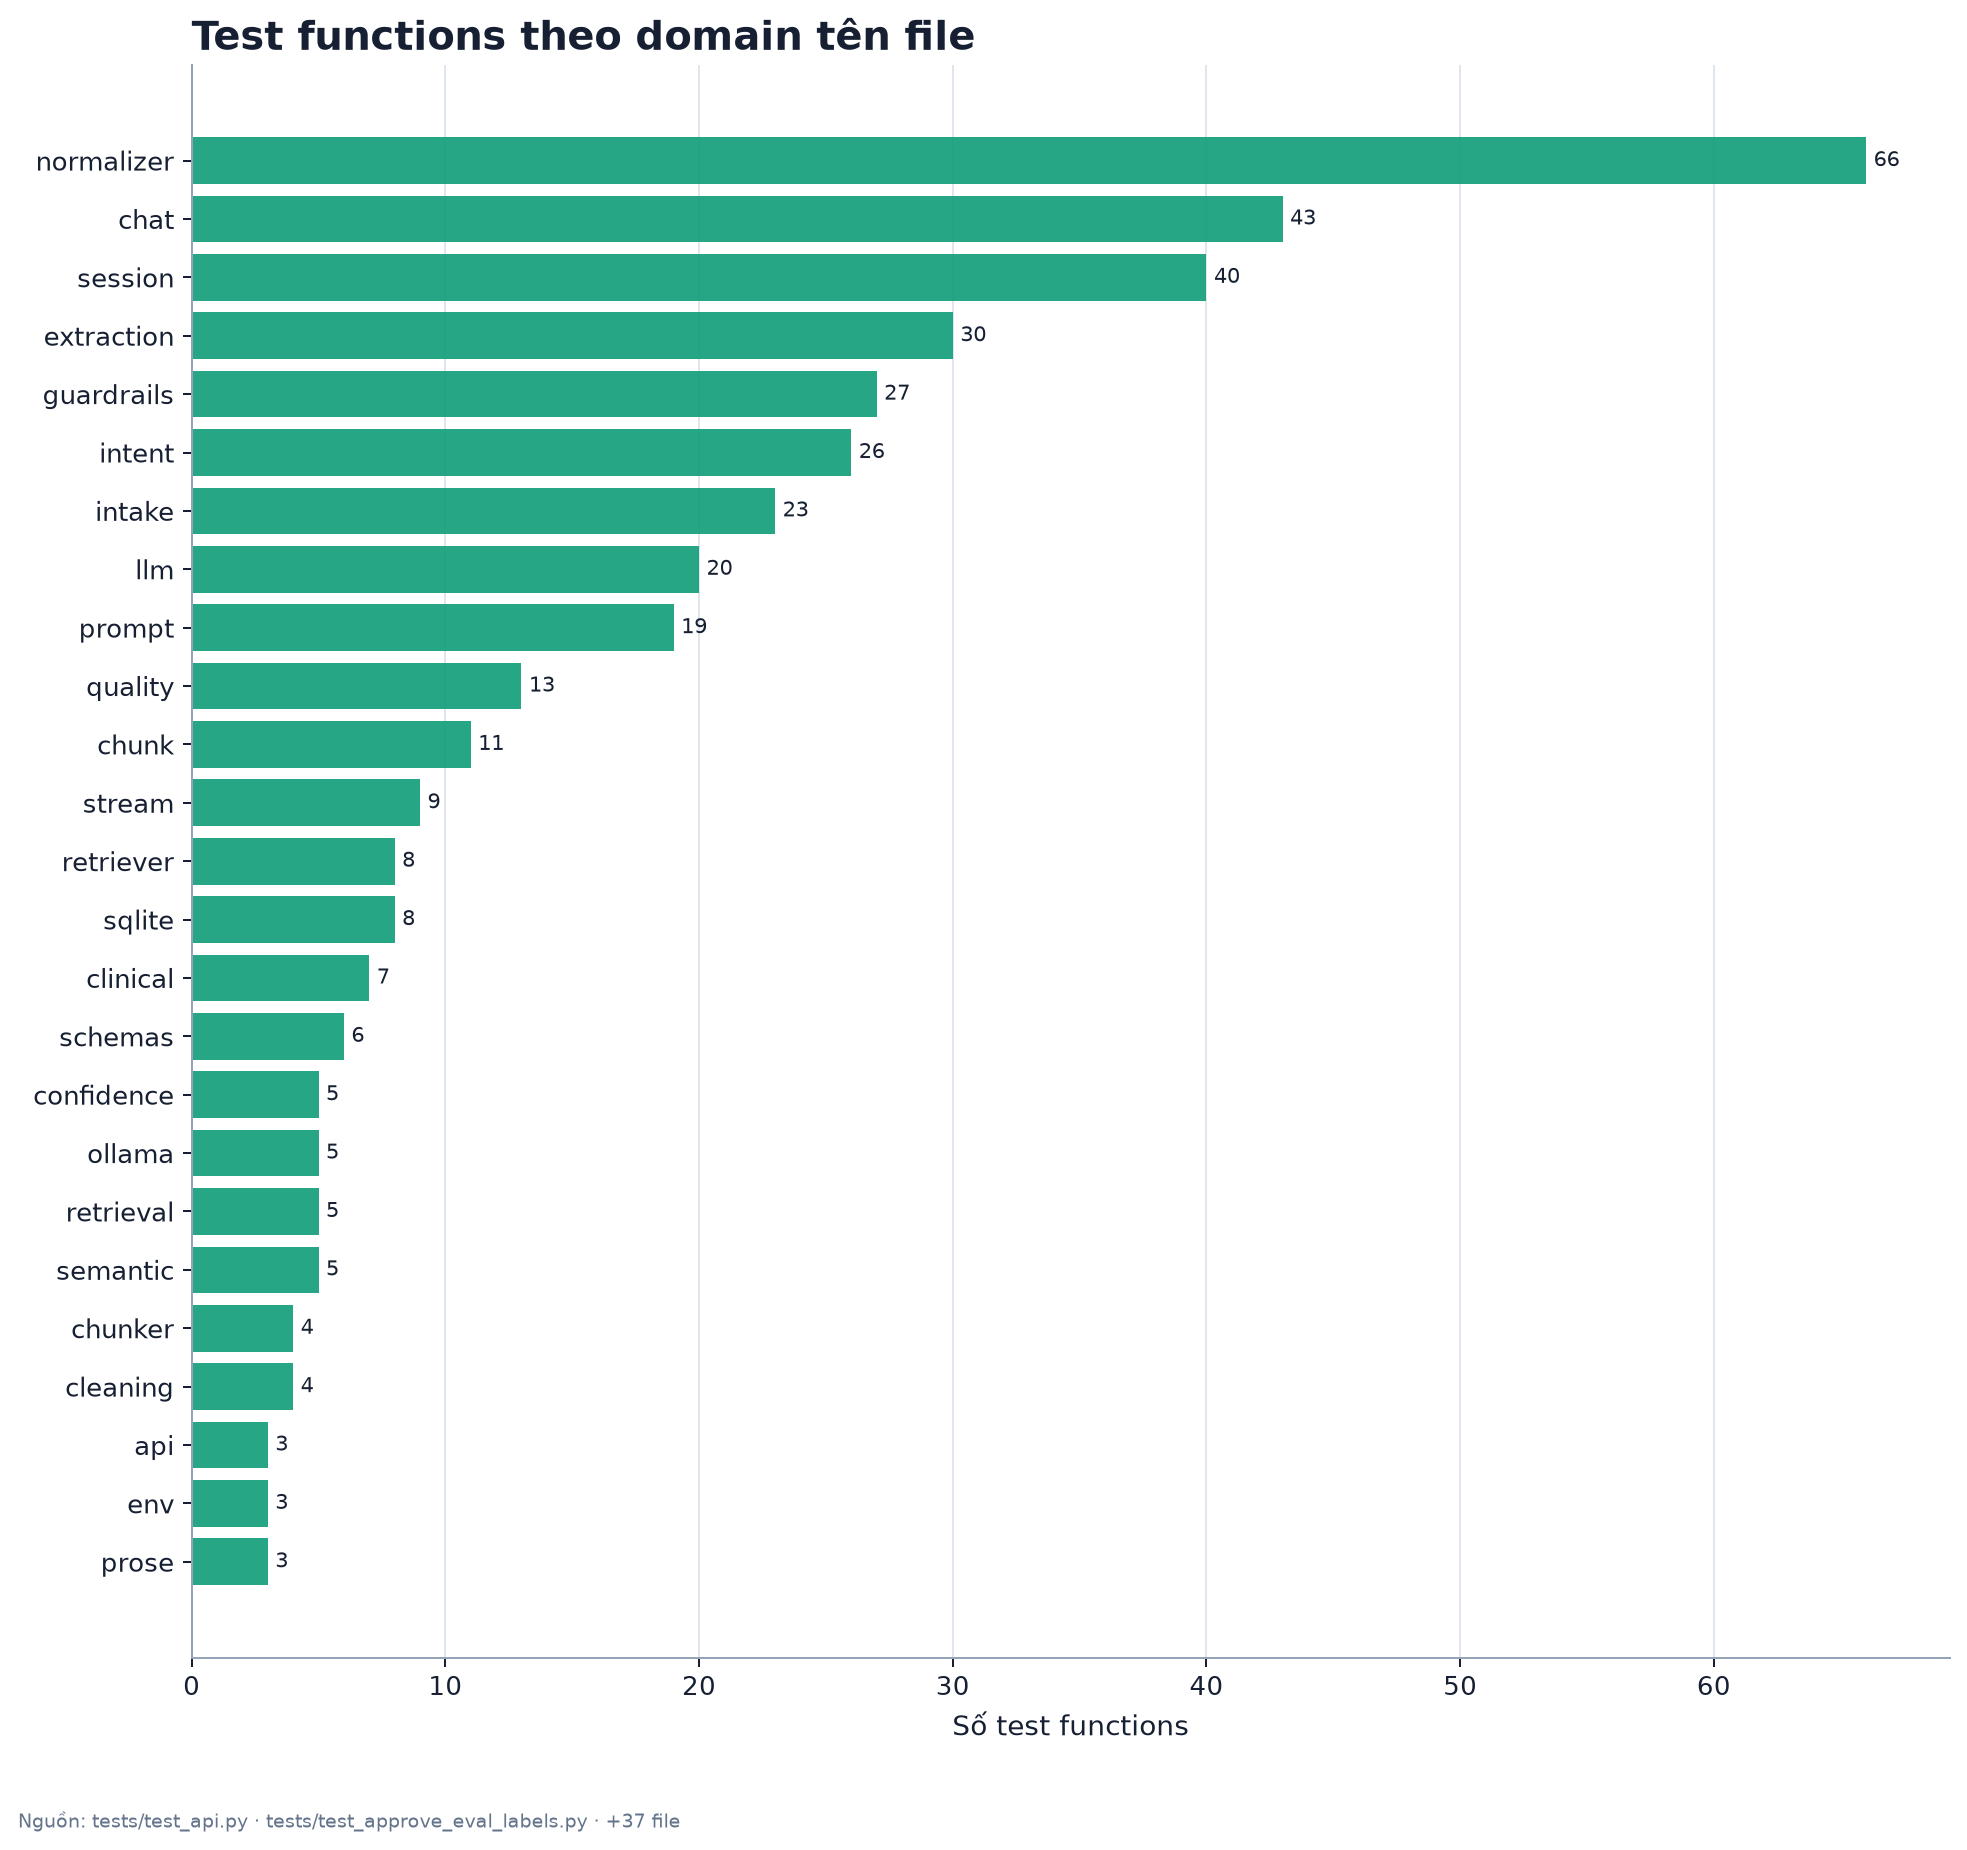 Test functions theo domain tên file
normalizer 66
chat 43
session 40
extraction 30
guardrails 27
intent 26
intake 23
llm 20
prompt 19
quality 13
chunk 11
stream 9
retriever 8
sqlite 8
clinical 7
schemas 6
confidence 5
ollama 5
retrieval 5
semantic 5
chunker 4
cleaning 4
api 3
env 3
prose 3
0 10 20 30 40 50 60
Số test functions
Nguồn: tests/test_api.py · tests/test_approve_eval_labels.py · +37 file